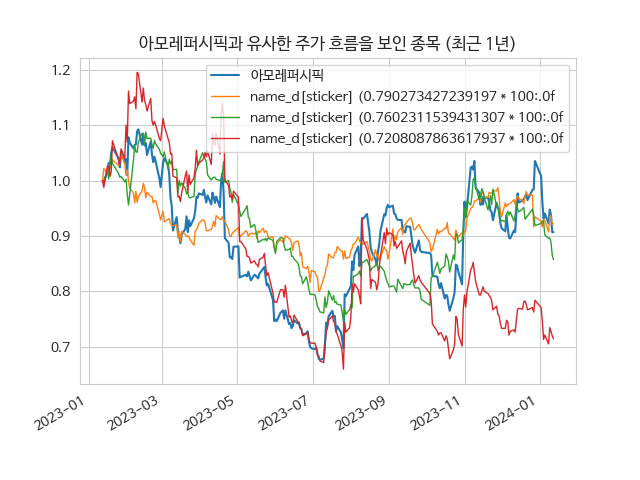 아모레퍼시픽과 유사한 주가 흐름을 보인 종목 (최근 1년)
아모레퍼시픽
name_d[sticker] (0.790273427239197 * 100:.0f
name_d[sticker] (0.7602311539431307 * 100:.0f
name_d[sticker] (0.7208087863617937 * 100:.0f
1.2
1.1
1.0
0.9
0.8
0.7
2023-01
2023-03
2023-05
2023-07
2023-09
2023-11
2024-01